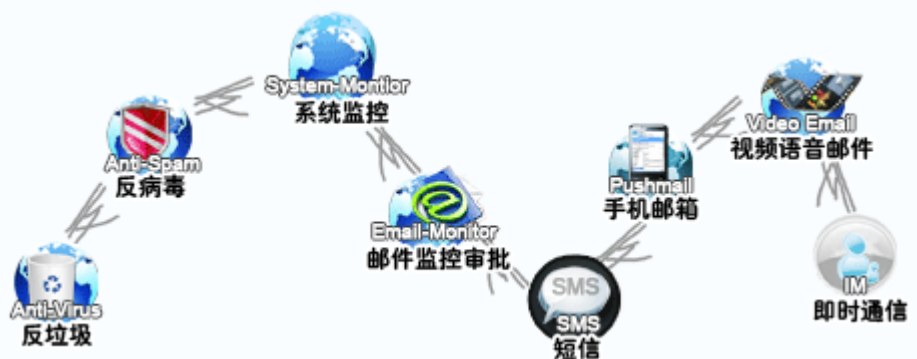 System-Montior
系统监控
Anti-Spam
反病毒
Anti-Virus
反垃圾
Email-Monitor
邮件监控审批
SMS
SMS
短信
Pushmail
手机邮箱
Video Email
视频语音邮件
IM
即时通信